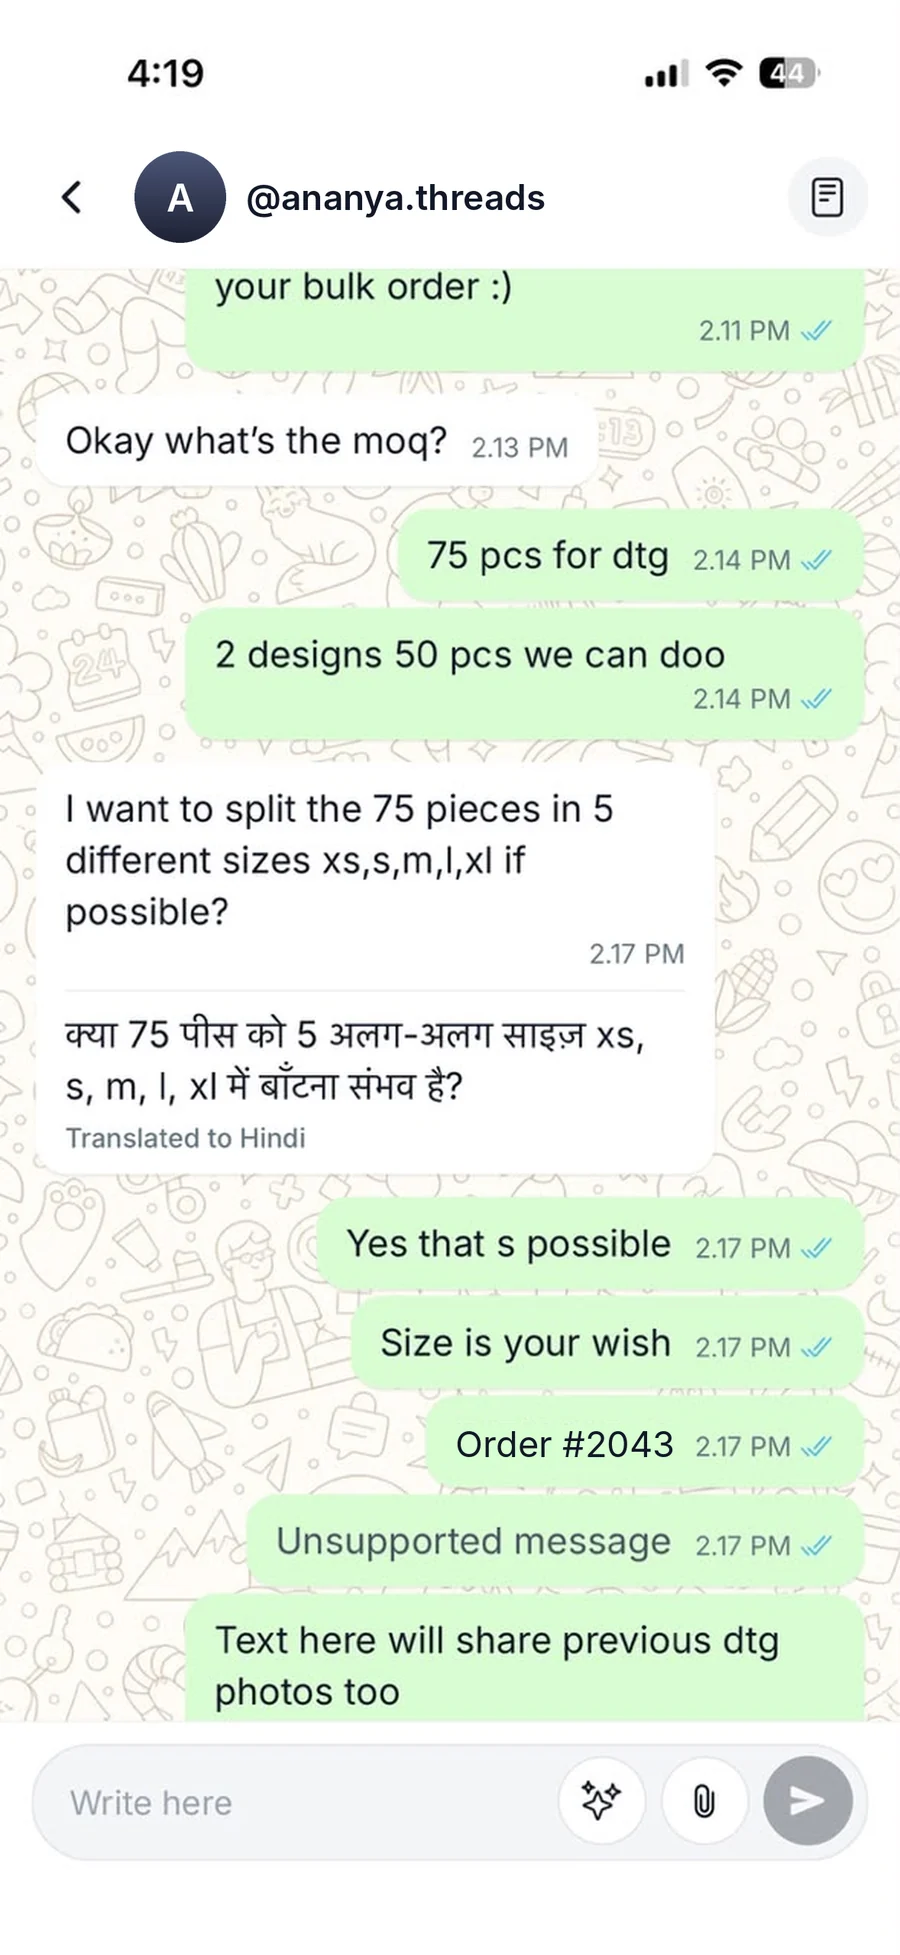 4:19
44
A
@ananya.threads
your bulk order :)
2.11 PM
Okay what's the moq? 2.13 PM
75 pcs for dtg 2.14 PM
2 designs 50 pcs we can doo
2.14 PM
I want to split the 75 pieces in 5
different sizes xs,s,m,l,xl if
possible?
2.17 PM
क्या 75 पीस को 5 अलग-अलग साइज़ xs,
s, m, l, xl में बाँटना संभव है?
Translated to Hindi
Yes that s possible 2.17 PM
Size is your wish 2.17 PM
Order #2043 2.17 PM
Unsupported message 2.17 PM
Text here will share previous dtg
photos too
Write here